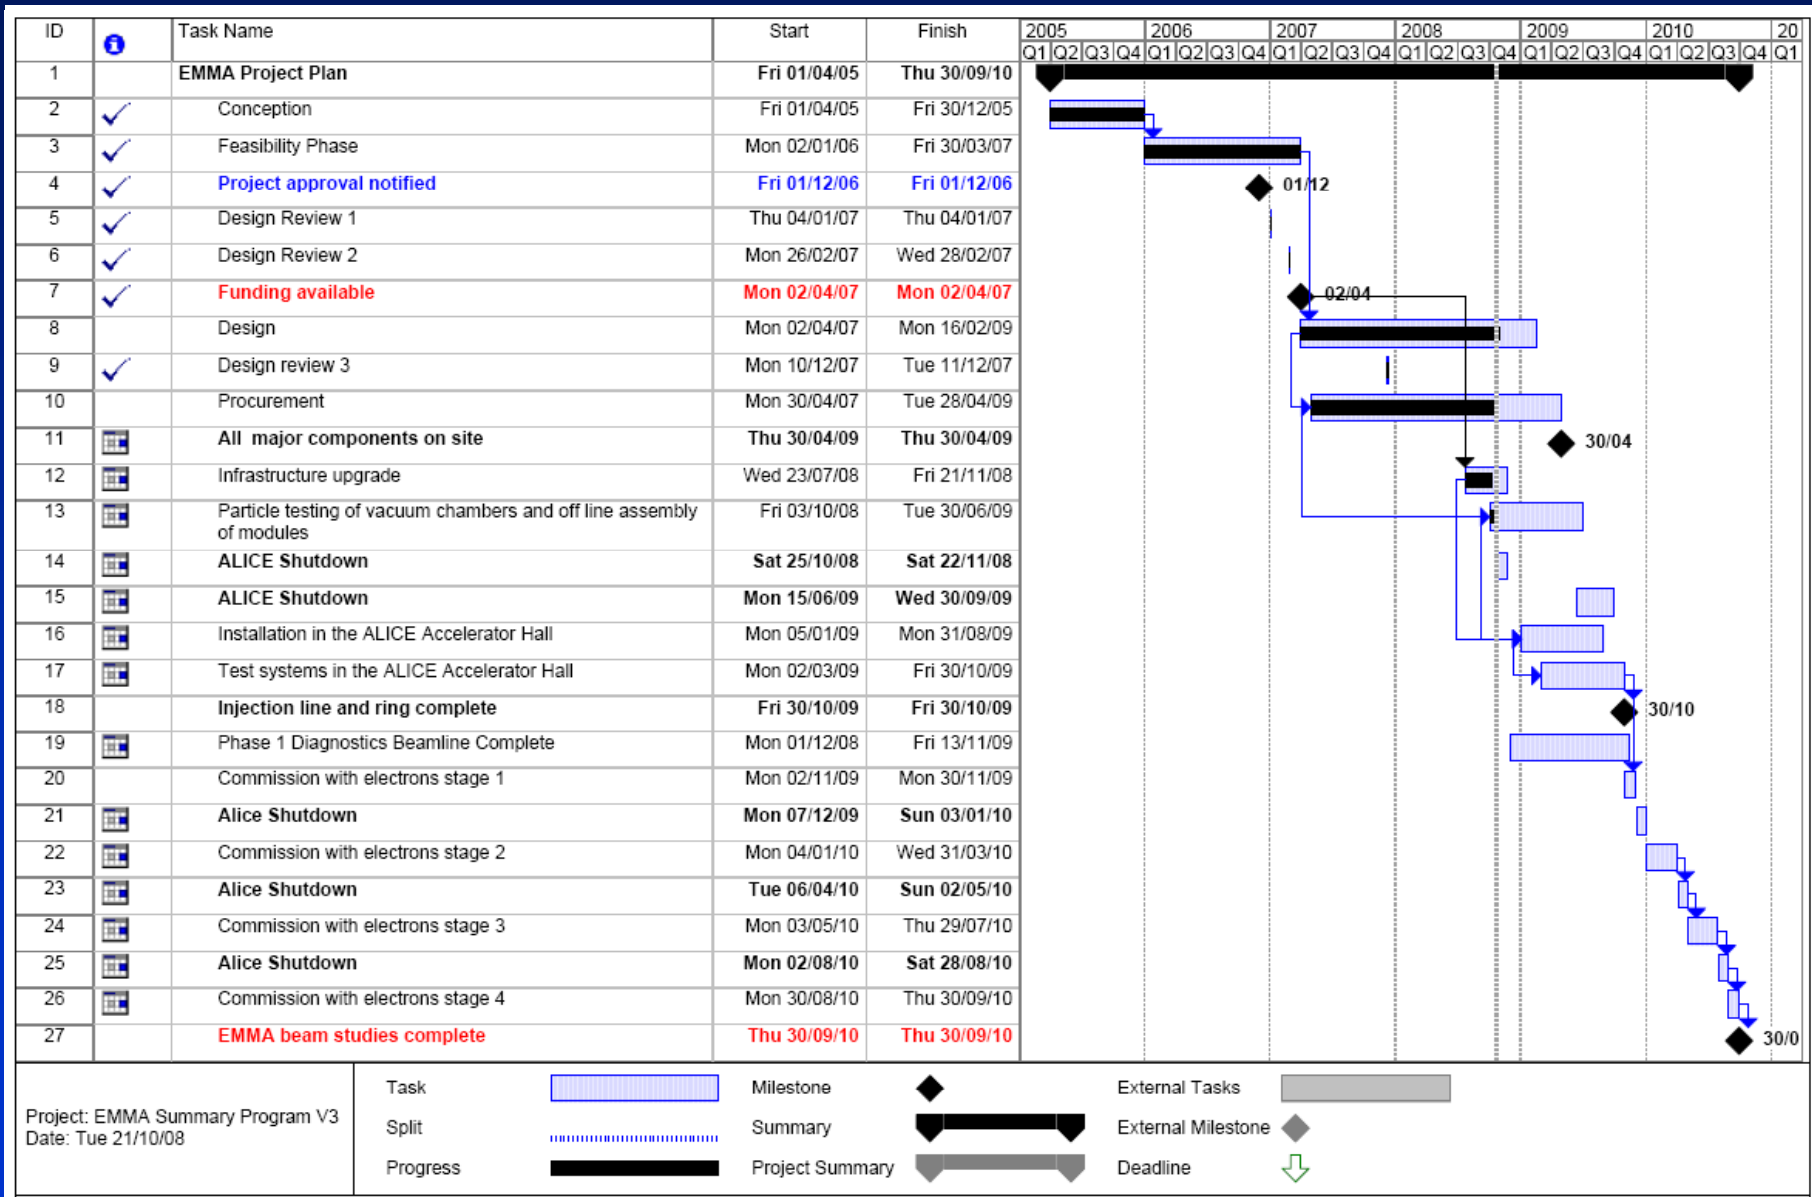 ID Task Name Start Finish 2005 2006 2007 2008 2009 2010 20
Q1 Q2 Q3 Q4 Q1 Q2 Q3 Q4 Q1 Q2 Q3 Q4 Q1 Q2 Q3 Q4 Q1 Q2 Q3 Q4 Q1 Q2 Q3 Q4 Q1
1 EMMA Project Plan Fri 01/04/05 Thu 30/09/10
2 Conception Fri 01/04/05 Fri 30/12/05
3 Feasibility Phase Mon 02/01/06 Fri 30/03/07
4 Project approval notified Fri 01/12/06 Fri 01/12/06 01/12
5 Design Review 1 Thu 04/01/07 Thu 04/01/07
6 Design Review 2 Mon 26/02/07 Wed 28/02/07
7 Funding available Mon 02/04/07 Mon 02/04/07 02/04
8 Design Mon 02/04/07 Mon 16/02/09
9 Design review 3 Mon 10/12/07 Tue 11/12/07
10 Procurement Mon 30/04/07 Tue 28/04/09
11 All major components on site Thu 30/04/09 Thu 30/04/09 30/04
12 Infrastructure upgrade Wed 23/07/08 Fri 21/11/08
13 Particle testing of vacuum chambers and off line assembly Fri 03/10/08 Tue 30/06/09
of modules
14 ALICE Shutdown Sat 25/10/08 Sat 22/11/08
15 ALICE Shutdown Mon 15/06/09 Wed 30/09/09
16 Installation in the ALICE Accelerator Hall Mon 05/01/09 Mon 31/08/09
17 Test systems in the ALICE Accelerator Hall Mon 02/03/09 Fri 30/10/09
18 Injection line and ring complete Fri 30/10/09 Fri 30/10/09 30/10
19 Phase 1 Diagnostics Beamline Complete Mon 01/12/08 Fri 13/11/09
20 Commission with electrons stage 1 Mon 02/11/09 Mon 30/11/09
21 Alice Shutdown Mon 07/12/09 Sun 03/01/10
22 Commission with electrons stage 2 Mon 04/01/10 Wed 31/03/10
23 Alice Shutdown Tue 06/04/10 Sun 02/05/10
24 Commission with electrons stage 3 Mon 03/05/10 Thu 29/07/10
25 Alice Shutdown Mon 02/08/10 Sat 28/08/10
26 Commission with electrons stage 4 Mon 30/08/10 Thu 30/09/10
27 EMMA beam studies complete Thu 30/09/10 Thu 30/09/10 30/0
Project: EMMA Summary Program V3
Date: Tue 21/10/08
Task Milestone External Tasks
Split Summary External Milestone
Progress Project Summary Deadline